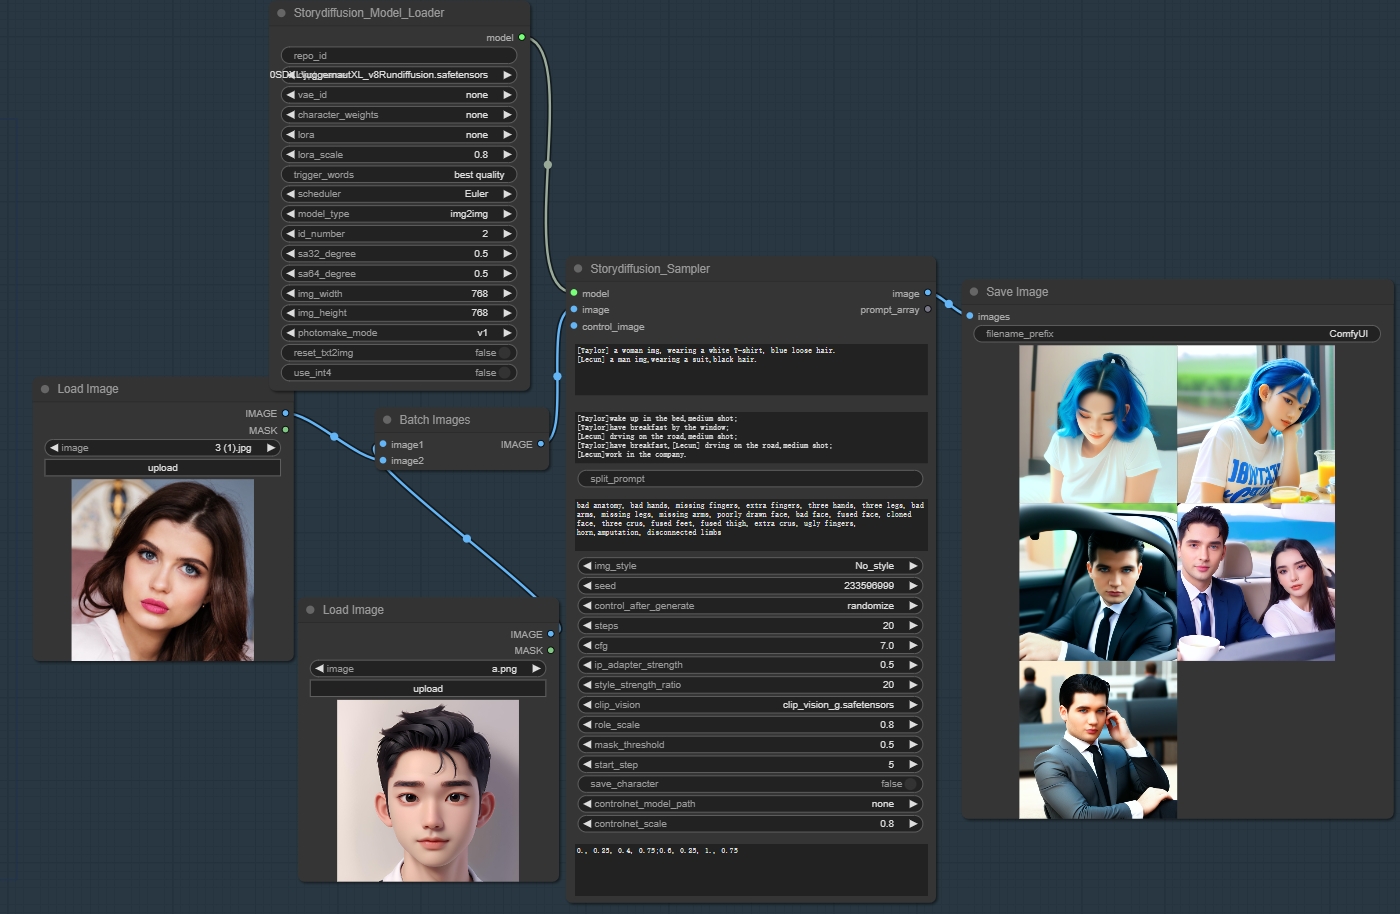 Storydiffusion_Model_Loader
model
repo_id
juggernautXL_v8Rundiffusion.safetensors
vae_id none
character_weights none
lora none
lora_scale 0.8
trigger_words best quality
scheduler Euler
model_type img2img
id_number 2
sa32_degree 0.5
sa64_degree 0.5
img_width 768
img_height 768
photomake_mode v1
reset_txt2img false
use_int4 false
Load Image
IMAGE
MASK
image 3 (1).jpg
upload
Batch Images
image1 IMAGE
image2
Load Image
IMAGE
MASK
image a.png
upload
Storydiffusion_Sampler
model image
image prompt_array
control_image
[Taylor] a woman img, wearing a white T-shirt, blue loose hair.
[Lecun] a man img,wearing a suit,black hair.
[Taylor]wake up in the bed,medium shot;
[Taylor]have breakfast by the window;
[Lecun] drving on the road,medium shot;
[Taylor]have breakfast,[Lecun] drving on the road,medium shot;
[Lecun]work in the company.
split_prompt
bad anatomy, bad hands, missing fingers, extra fingers, three hands, three legs, bad
arms, missing legs, missing arms, poorly drawn face, bad face, fused face, cloned
face, three crus, fused feet, fused thigh, extra crus, ugly fingers,
horn,amputation, disconnected limbs
img_style No_style
seed 233596999
control_after_generate randomize
steps 20
cfg 7.0
ip_adapter_strength 0.5
style_strength_ratio 20
clip_vision clip_vision_g.safetensors
role_scale 0.8
mask_threshold 0.5
start_step 5
save_character false
controlnet_model_path none
controlnet_scale 0.8
0., 0.25, 0.4, 0.75;0.6, 0.25, 1., 0.75
Save Image
images
filename_prefix ComfyUI